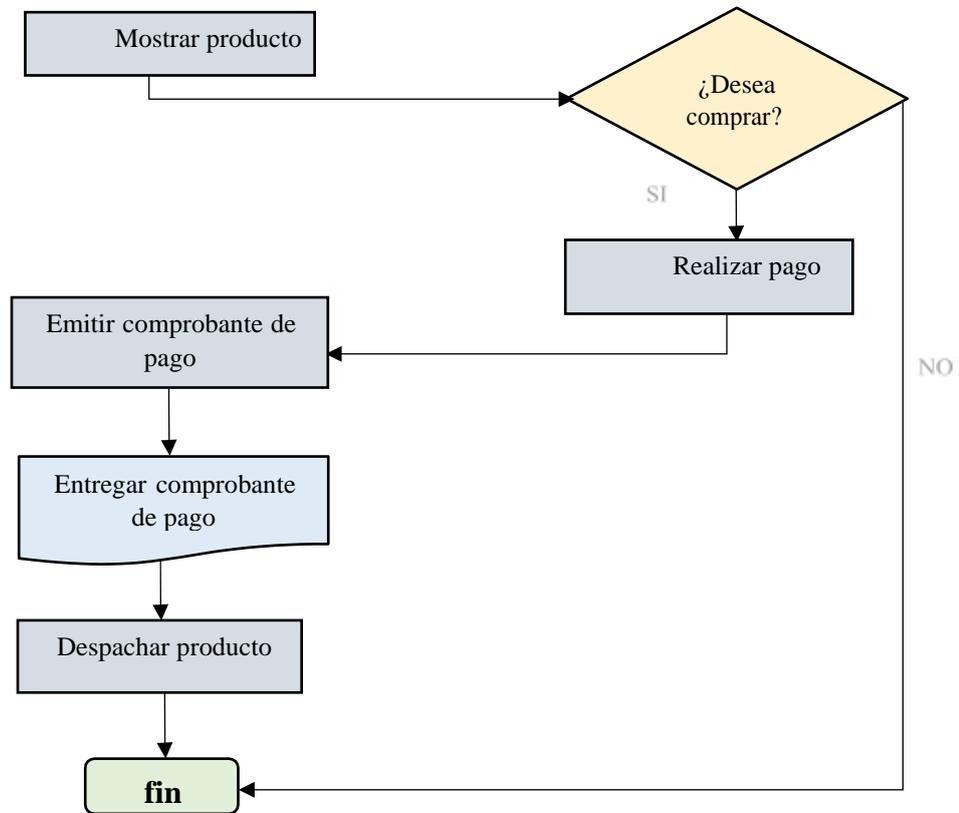 Mostrar producto
¿Desea
comprar?
SI
Realizar pago
Emitir comprobante de
pago
NO
Entregar comprobante
de pago
Despachar producto
fin